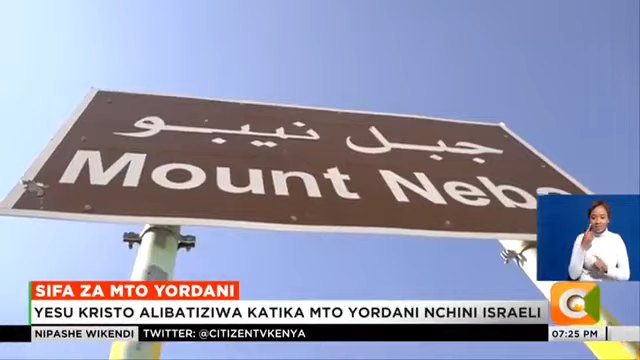 جبل نيبو
Mount Nebo
SIFA ZA MTO YORDANI
YESU KRISTO ALIBATIZIWA KATIKA MTO YORDANI NCHINI ISRAELI
NIPASHE WIKENDI
TWITTER: @CITIZENTVKENYA
07:25 PM